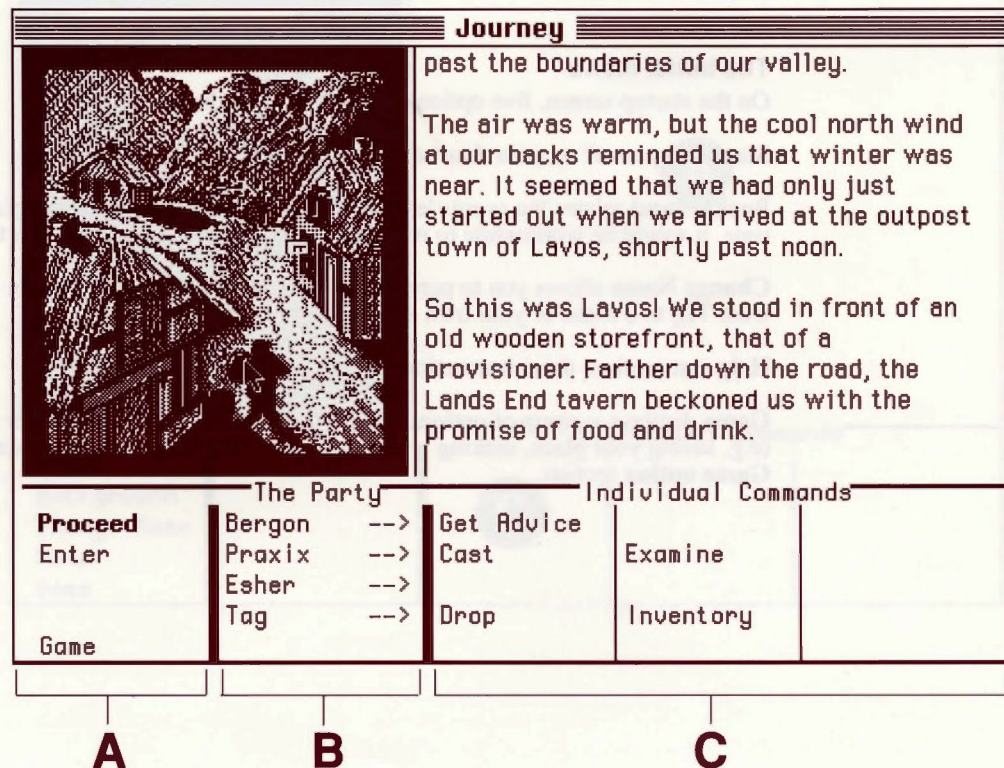 Journey
past the boundaries of our valley.
The air was warm, but the cool north wind
at our backs reminded us that winter was
near. It seemed that we had only just
started out when we arrived at the outpost
town of Lavos, shortly past noon.
So this was Lavos! We stood in front of an
old wooden storefront, that of a
provisioner. Farther down the road, the
Lands End tavern beckoned us with the
promise of food and drink.
The Party
Individual Commands
Proceed
Bergon -->
Get Advice
Enter
Praxix -->
Cast
Examine
Esher -->
Tag -->
Drop
Inventory
Game
A
B
C